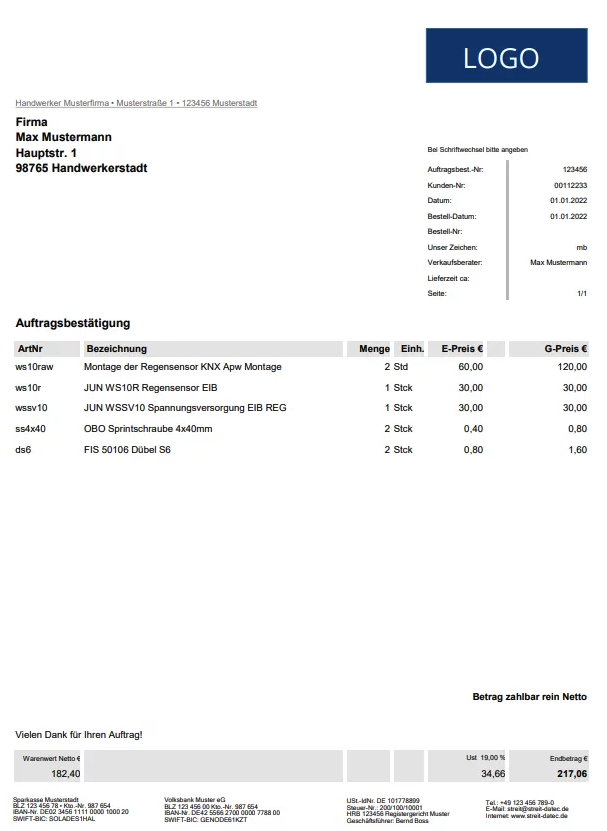 LOGO
Handwerker Musterfirma • Musterstraße 1 • 123456 Musterstadt
Firma
Max Mustermann
Hauptstr. 1
98765 Handwerkerstadt
Bei Schriftwechsel bitte angeben
Auftragsbest.-Nr: 123456
Kunden-Nr: 00112233
Datum: 01.01.2022
Bestell-Datum: 01.01.2022
Bestell-Nr:
Unser Zeichen: mb
Verkaufsberater: Max Mustermann
Lieferzeit ca:
Seite: 1/1
Auftragsbestätigung
ArtNr Bezeichnung Menge Einh. E-Preis € G-Preis €
ws10raw Montage der Regensensor KNX Apw Montage 2 Std 60,00 120,00
ws10r JUN WS10R Regensensor EIB 1 Stck 30,00 30,00
wssv10 JUN WSSV10 Spannungsversorgung EIB REG 1 Stck 30,00 30,00
ss4x40 OBO Sprintschraube 4x40mm 2 Stck 0,40 0,80
ds6 FIS 50106 Dübel S6 2 Stck 0,80 1,60
Betrag zahlbar rein Netto
Vielen Dank für Ihren Auftrag!
Warenwert Netto € Ust 19,00 % Endbetrag €
182,40 34,66 217,06
Sparkasse Musterstadt
BLZ 123 456 78 • Kto.-Nr. 987 654
IBAN-Nr. DE02 3456 1111 0000 1000 20
SWIFT-BIC: SOLADES1HAL
Volksbank Muster eG
BLZ 123 456 00 Kto.-Nr. 987 654
IBAN-Nr. DE42 5566 2700 0000 7788 00
SWIFT-BIC: GENODE61KZT
USt.-IdNr. DE 101778899
Steuer-Nr.: 200/100/10001
HRB 123456 Registergericht Muster
Geschäftsführer: Bernd Boss
Tel.: +49 123 456 789-0
E-Mail: streit@streit-datec.de
Internet: www.streit-datec.de